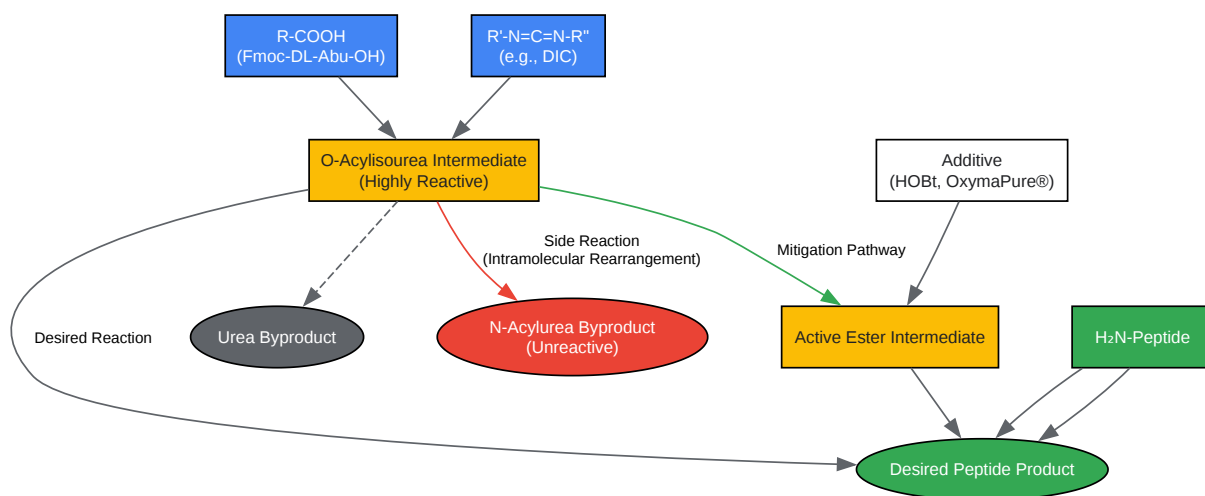 R-COOH
(Fmoc-DL-Abu-OH)
R'-N=C=N-R"
(e.g., DIC)
O-Acylisourea Intermediate
(Highly Reactive)
Additive
(HOBt, OxymaPure®)
Side Reaction
(Intramolecular Rearrangement)
Mitigation Pathway
Desired Reaction
Urea Byproduct
N-Acylurea Byproduct
(Unreactive)
Active Ester Intermediate
H₂N-Peptide
Desired Peptide Product